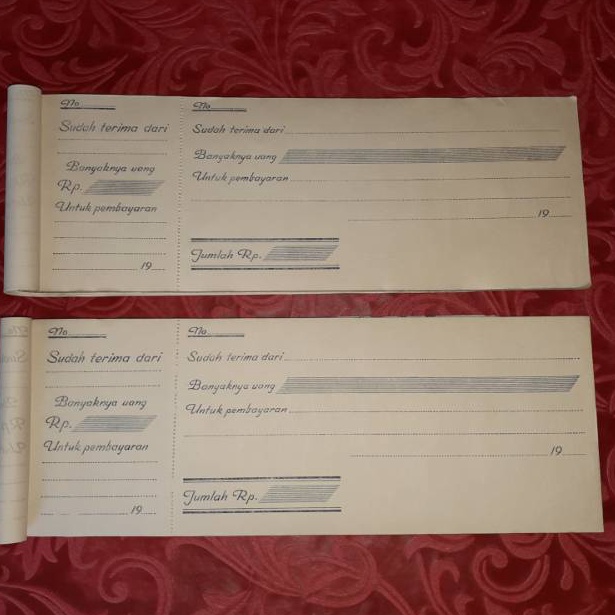 No.
Sudah terima dari
Banyaknya uang
Rp.
Untuk pembayaran
19
No.
Sudah terima dari
Banyaknya uang
Untuk pembayaran
19
Jumlah Rp.
No.
Sudah terima dari
Banyaknya uang
Rp.
Untuk pembayaran
19
No.
Sudah terima dari
Banyaknya uang
Untuk pembayaran
19
Jumlah Rp.